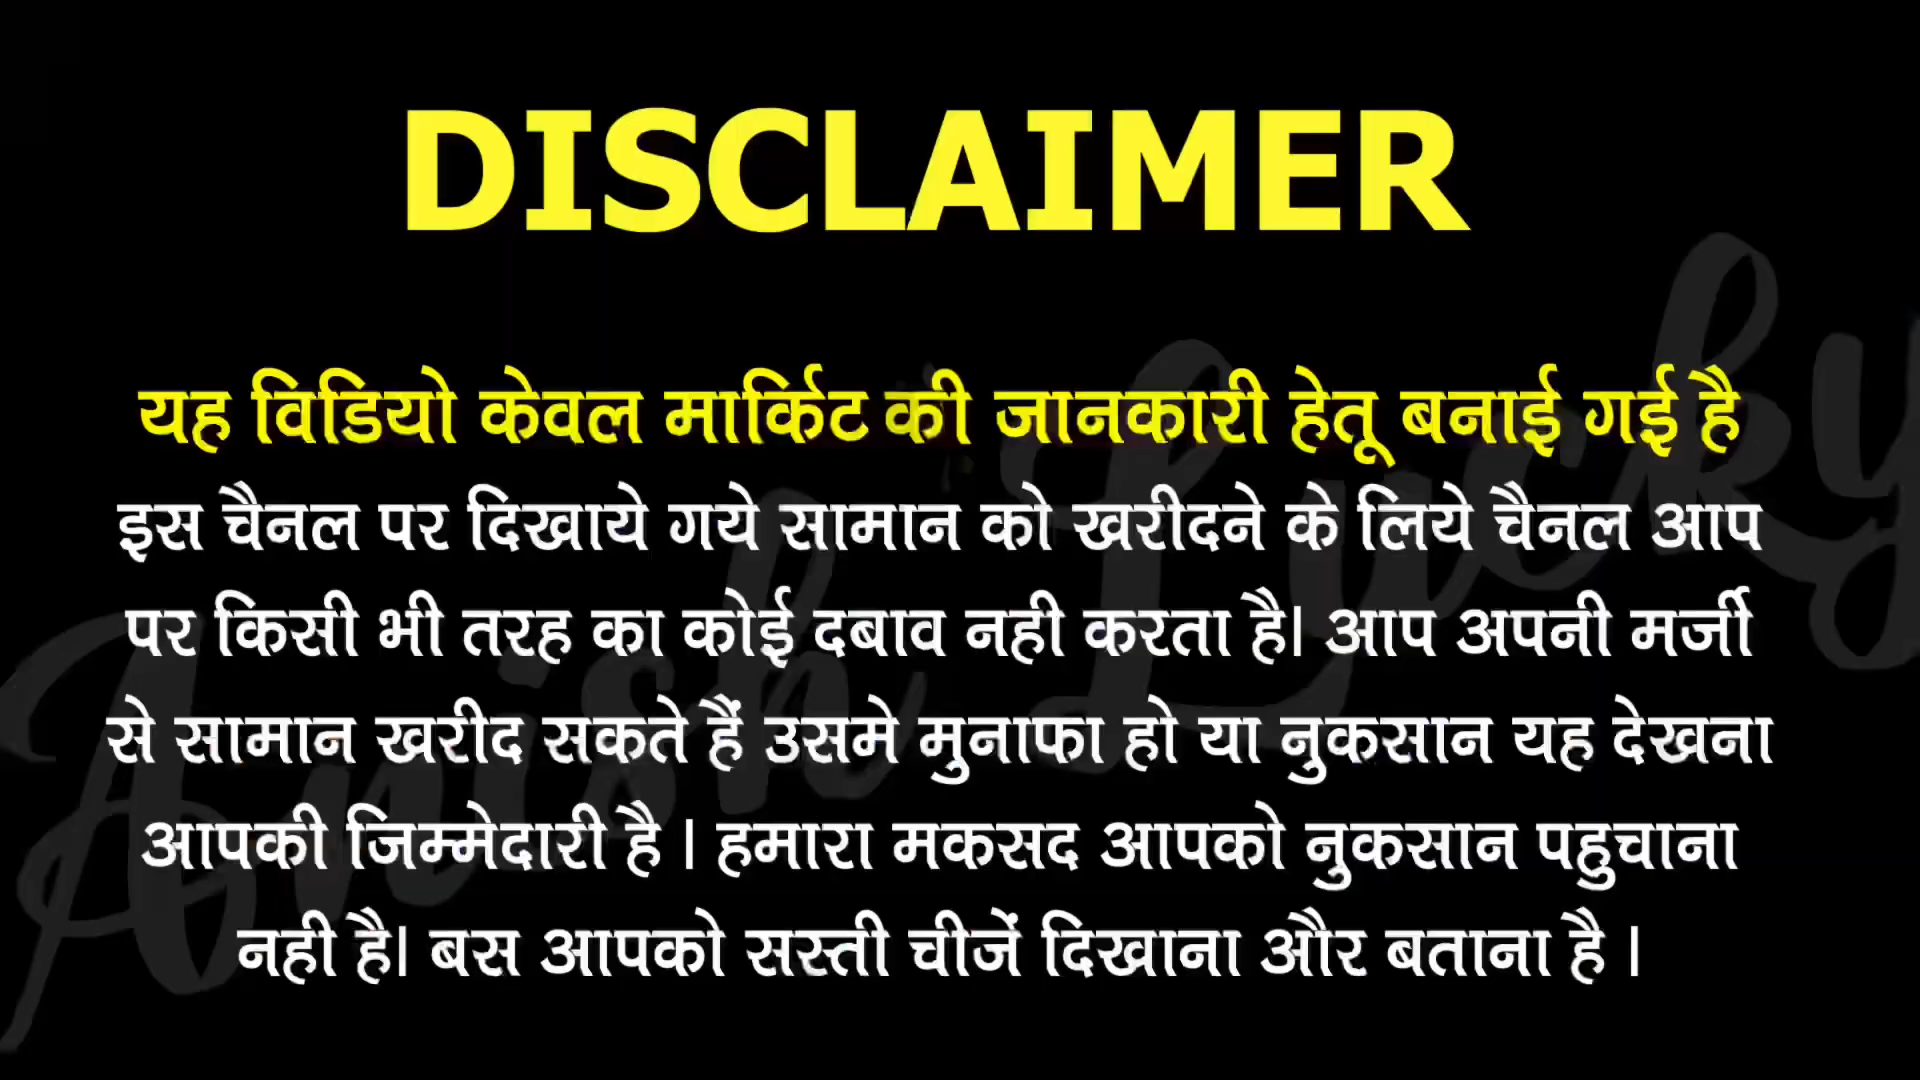 DISCLAIMER
यह विडियो केवल मार्किट की जानकारी हेतू बनाई गई है
इस चैनल पर दिखाये गये सामान को खरीदने के लिये चैनल आप
पर किसी भी तरह का कोई दबाव नही करता है। आप अपनी मर्जी
से सामान खरीद सकते हैं उसमे मुनाफा हो या नुकसान यह देखना
आपकी जिम्मेदारी है । हमारा मकसद आपको नुकसान पहुचाना
नही है। बस आपको सस्ती चीजें दिखाना और बताना है ।
Anish Lucky